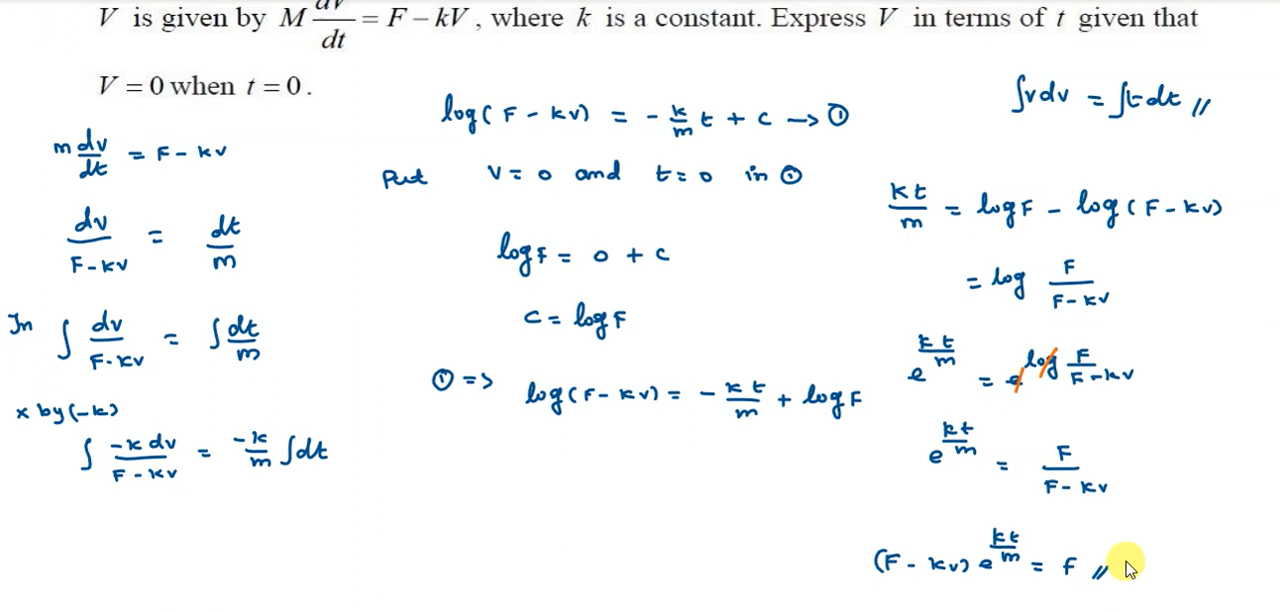 V is given by M dV/dt = F − kV, where k is a constant. Express V in terms of t given that
V = 0 when t = 0.
m dv/dt = F - kv
dv/(F-kv) = dt/m
In ∫ dv/(F-kv) = ∫ dt/m
x by (-k)
∫ -k dv/(F-kv) = -k/m ∫dt
log(F - kv) = - k/m t + c → ①
Put v = 0 and t = 0 in ①
log F = 0 + c
c = log F
① => log(F - kv) = - kt/m + log F
∫v dv = ∫t dt //
kt/m = log F - log(F - kv)
= log F/(F-kv)
e^(kt/m) = e^(log F/(F-kv))
e^(kt/m) = F/(F-kv)
(F - kv) e^(kt/m) = f //